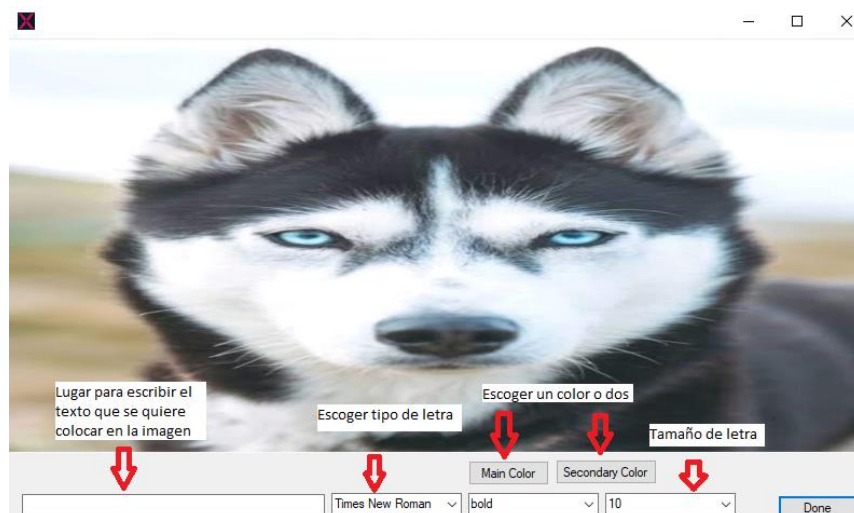 Lugar para escribir el
texto que se quiere
colocar en la imagen
Escoger tipo de letra
Escoger un color o dos
Tamaño de letra
Main Color
Secondary Color
Times New Roman
bold
10
Done